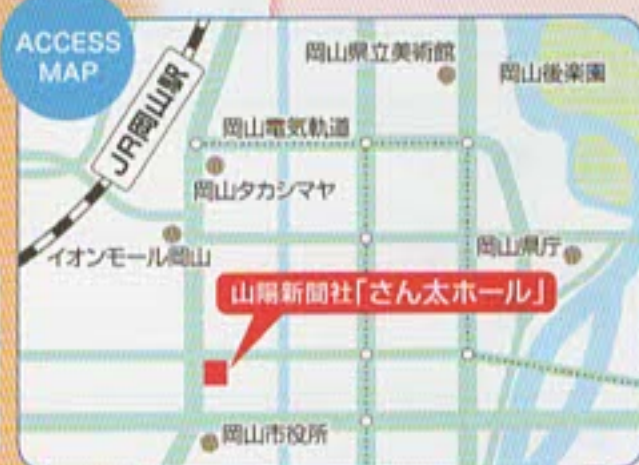 ACCESS
MAP
JR岡山駅
岡山県立美術館
岡山後楽園
岡山電気軌道
岡山タカシマヤ
イオンモール岡山
岡山県庁
山陽新聞社「さん太ホール」
岡山市役所